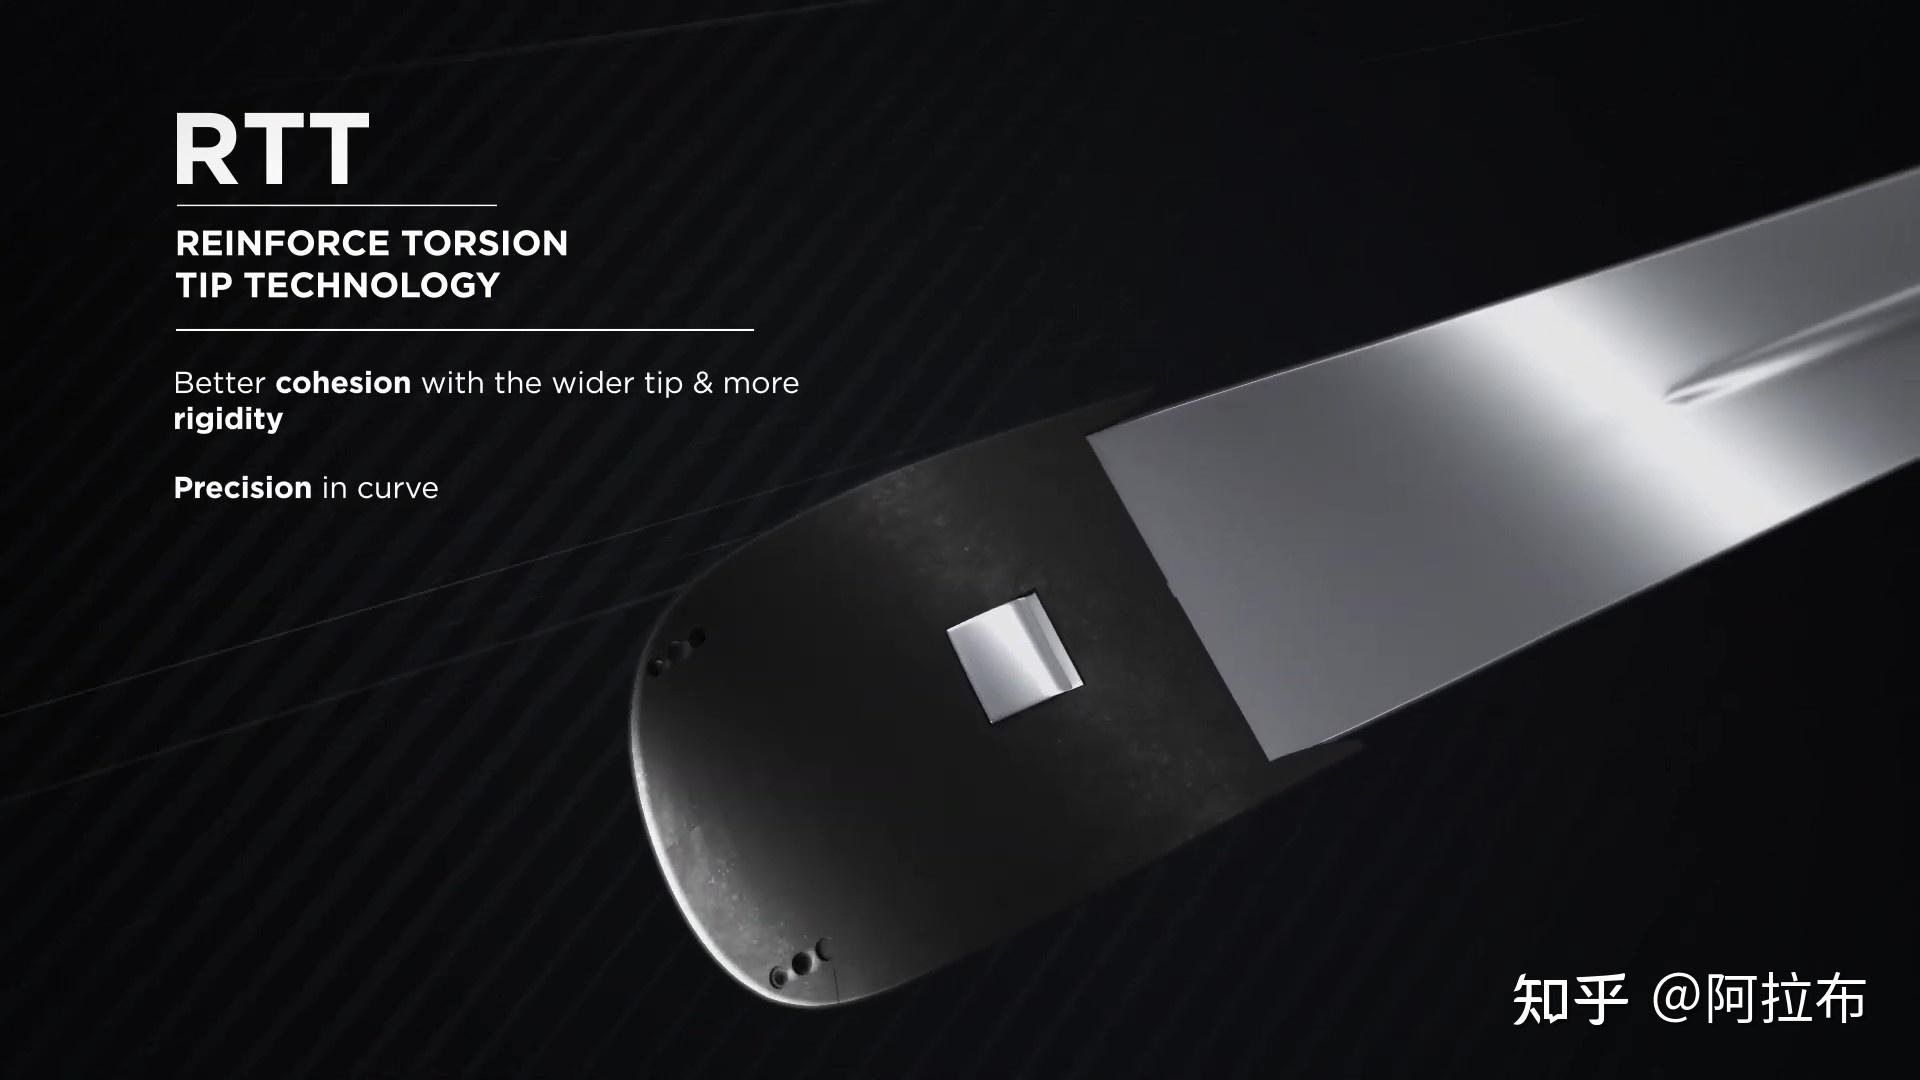 RTT
REINFORCE TORSION
TIP TECHNOLOGY
Better cohesion with the wider tip & more
rigidity
Precision in curve
知乎 @阿拉布